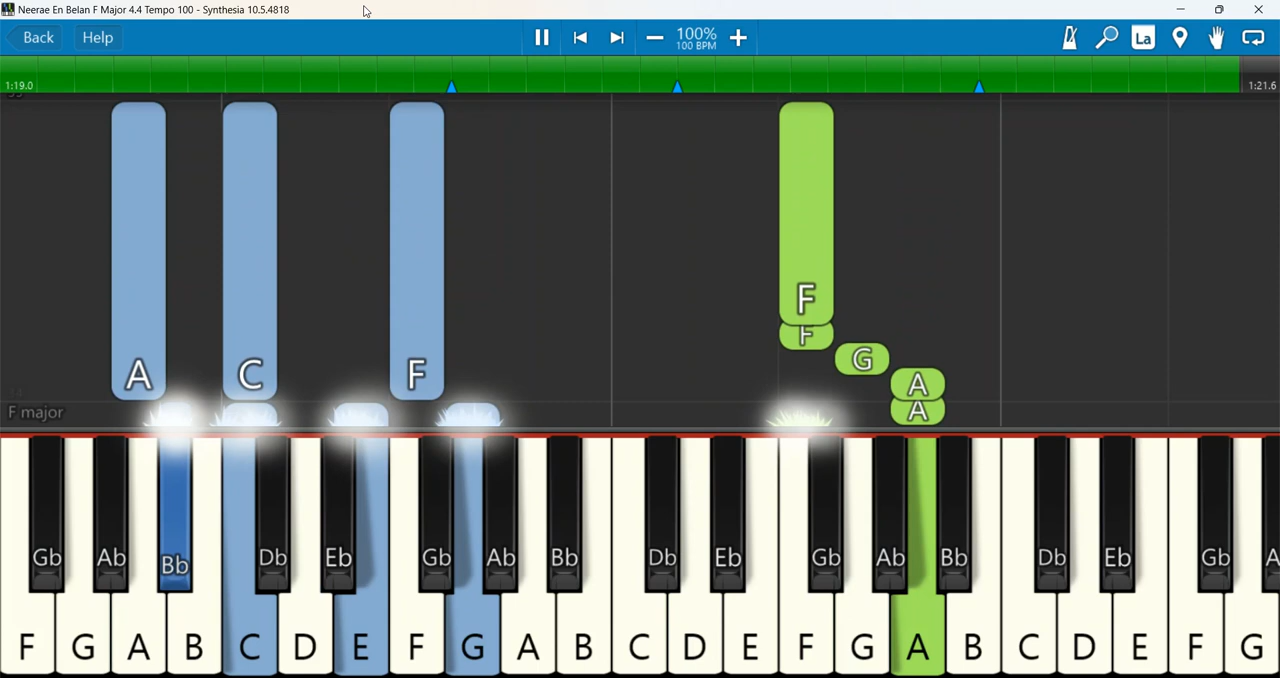 Neerae En Belan F Major 4.4 Tempo 100 - Synthesia 10.5.4818
Back Help
100%
100 BPM
La
1:19.0 1:21.6
F
F
G
A C F A
F major A
Gb Ab Bb Db Eb Gb Ab Bb Db Eb Gb Ab Bb Db Eb Gb A
F G A B C D E F G A B C D E F G A B C D E F G